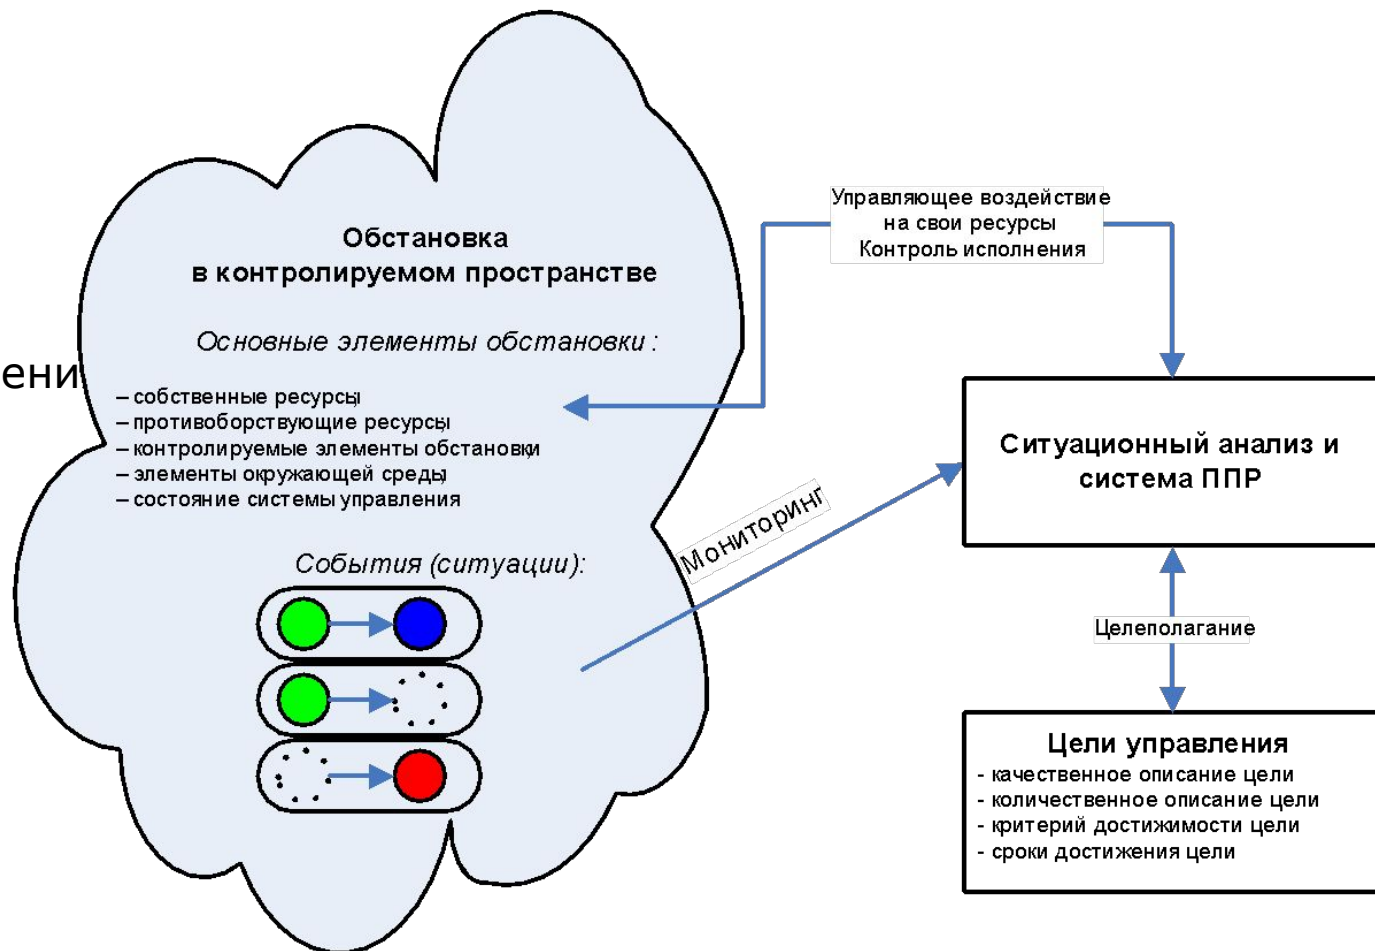 Обстановка
в контролируемом пространстве
Основные элементы обстановки :
ени
– собственные ресурсы;
– противоборствующие ресурсы;
– контролируемые элементы обстановки;
– элементы окружающей среды;
– состояние системы управления
События (ситуации):
Управляющее воздействие
на свои ресурсы
Контроль исполнения
Мониторинг
Ситуационный анализ и
система ППР
Целеполагание
Цели управления
- качественное описание цели
- количественное описание цели
- критерий достижимости цели
- сроки достижения цели